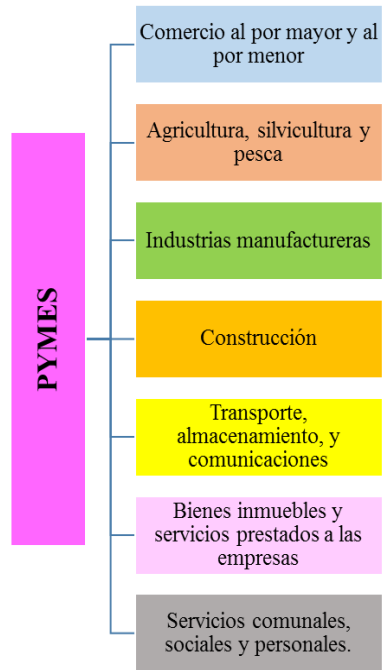 PYMES
Comercio al por mayor y al
por menor
Agricultura, silvicultura y
pesca
Industrias manufactureras
Construcción
Transporte,
almacenamiento, y
comunicaciones
Bienes inmuebles y
servicios prestados a las
empresas
Servicios comunales,
sociales y personales.